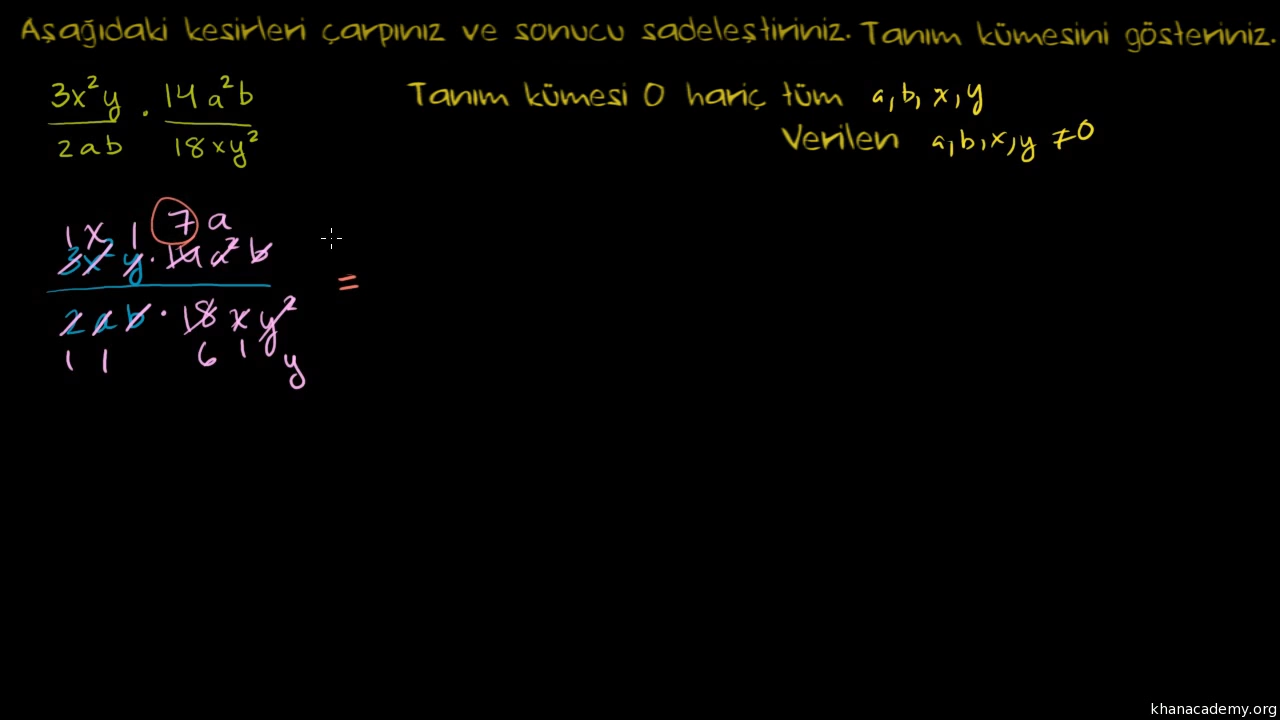 Aşağıdaki kesirleri çarpınız ve sonucu sadeleştiriniz. Tanım kümesini gösteriniz.
3x²y / 2ab · 14a²b / 18xy²
Tanım kümesi 0 hariç tüm a, b, x, y
Verilen a, b, x, y ≠ 0
1 x 1 7 a
3x²y · 14a²b
=
2ab · 18xy²
1 1 6 1 y
khanacademy.org